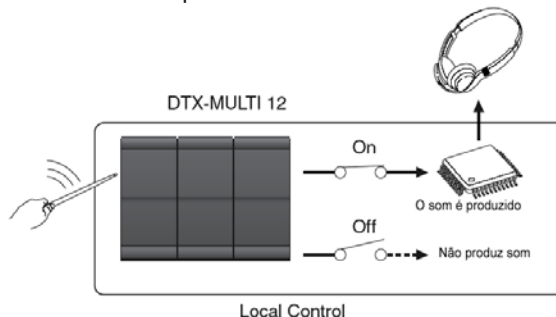 DTX-MULTI 12
On
O som é produzido
Off
Não produz som
Local Control